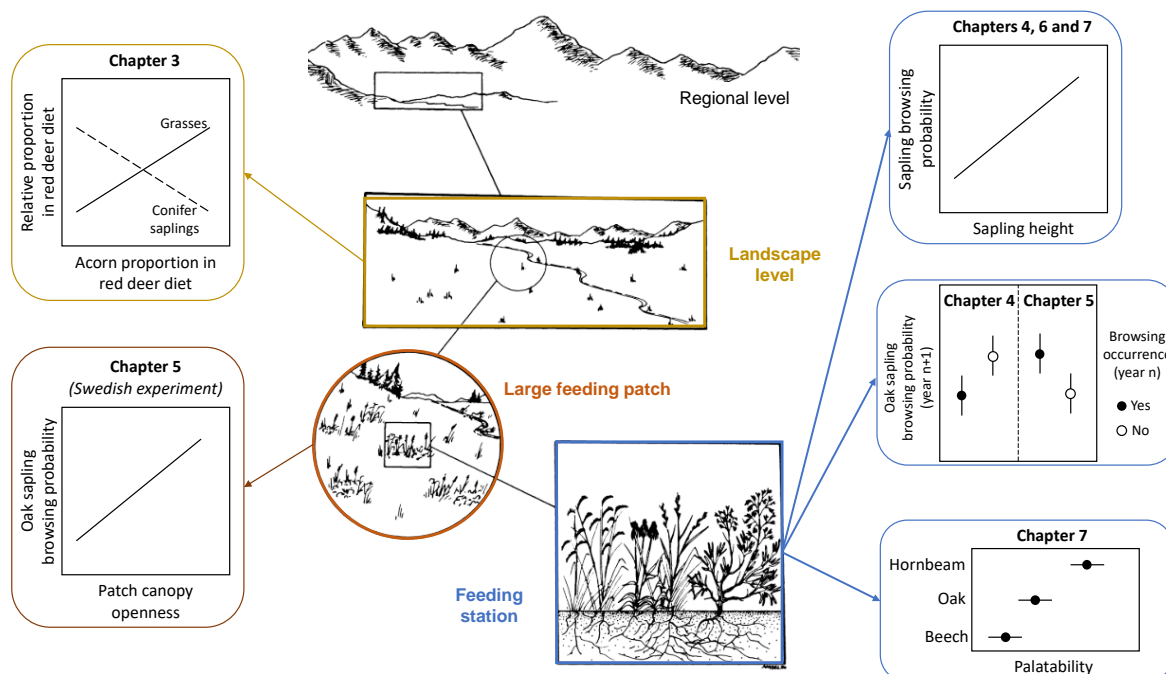 Chapter 3
Relative proportion
in red deer diet
Grasses
Conifer
saplings
Acorn proportion in
red deer diet
Chapter 5
(Swedish experiment)
Oak sapling
browsing probability
Patch canopy
openness
Regional level
Landscape
level
Large feeding patch
Feeding
station
Chapters 4, 6 and 7
Sapling browsing
probability
Sapling height
Chapter 4
Chapter 5
Oak sapling
browsing probability
(year n+1)
Browsing
occurrence
(year n)
Yes
No
Chapter 7
Hornbeam
Oak
Beech
Palatability